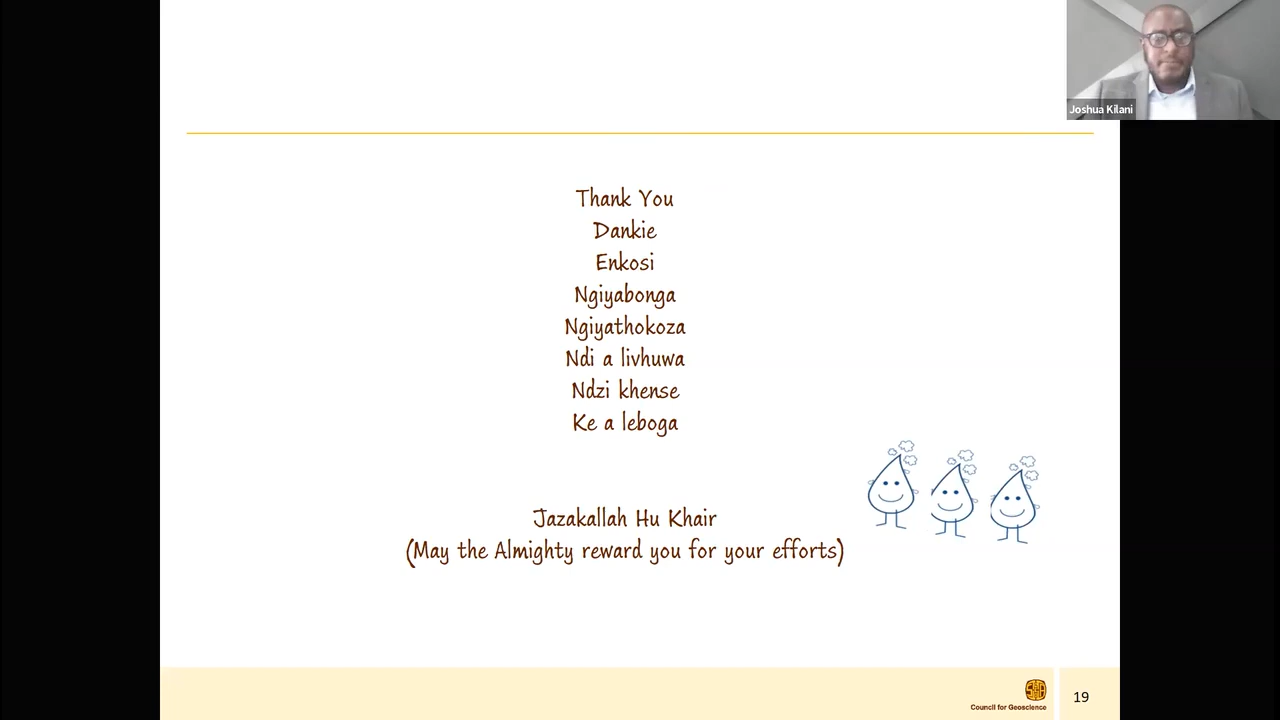 Joshua Kilani
Thank You
Dankie
Enkosi
Ngiyabonga
Ngiyathokoza
Ndi a livhuwa
Ndzi khense
Ke a leboga
Jazakallah Hu Khair
(May the Almighty reward you for your efforts)
Council for Geoscience
19